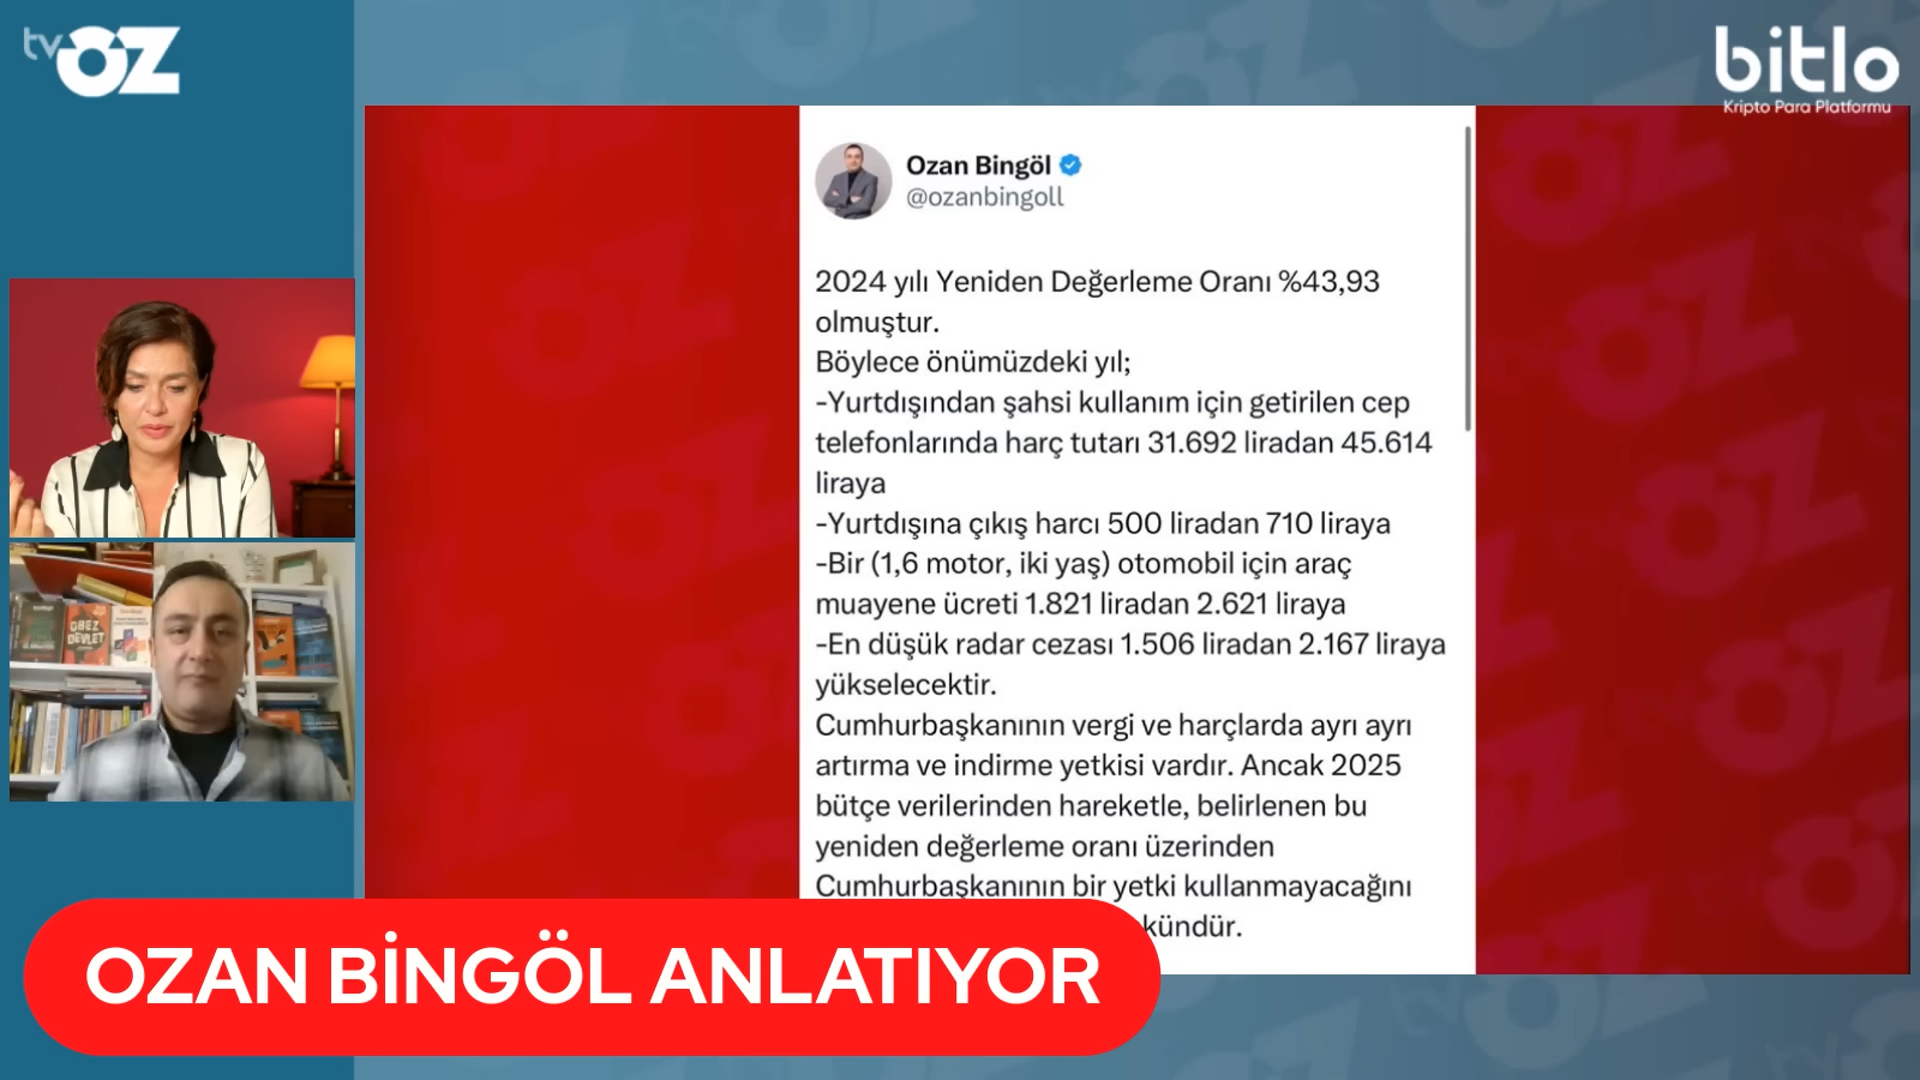 tv ÖZ
bitlo
Kripto Para Platformu
Ozan Bingöl
@ozanbingoll
2024 yılı Yeniden Değerleme Oranı %43,93
olmuştur.
Böylece önümüzdeki yıl;
-Yurtdışından şahsi kullanım için getirilen cep
telefonlarında harç tutarı 31.692 liradan 45.614
liraya
-Yurtdışına çıkış harcı 500 liradan 710 liraya
-Bir (1,6 motor, iki yaş) otomobil için araç
muayene ücreti 1.821 liradan 2.621 liraya
-En düşük radar cezası 1.506 liradan 2.167 liraya
yükselecektir.
Cumhurbaşkanının vergi ve harçlarda ayrı ayrı
artırma ve indirme yetkisi vardır. Ancak 2025
bütçe verilerinden hareketle, belirlenen bu
yeniden değerleme oranı üzerinden
Cumhurbaşkanının bir yetki kullanmayacağını
kündür.
OBEZ
DEVLET
OZAN BİNGÖL ANLATIYOR